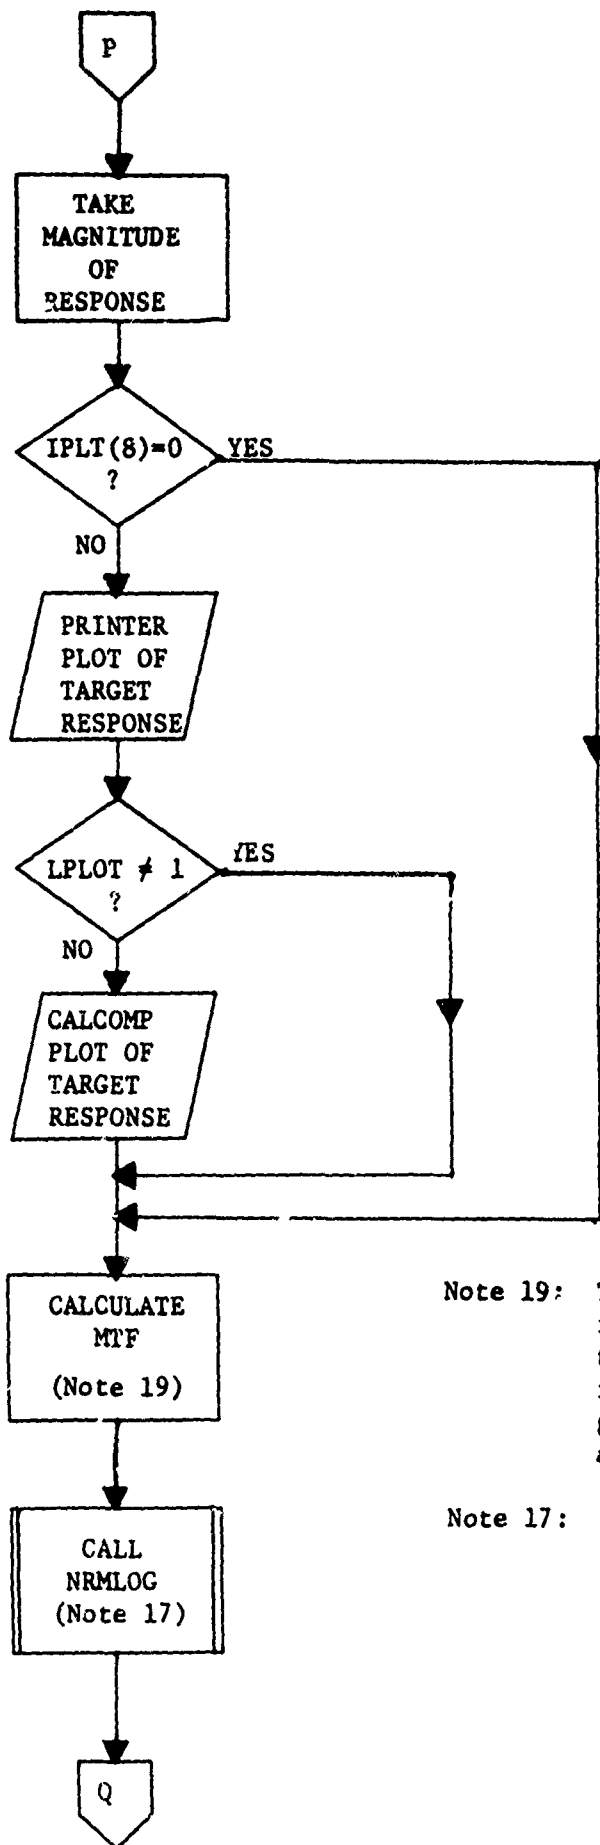 P
TAKE
MAGNITUDE
OF
RESPONSE
IPLT(8)=0
?
YES
NO
PRINTER
PLOT OF
TARGET
RESPONSE
LPLOT ≠ 1
?
YES
NO
CALCOMP
PLOT OF
TARGET
RESPONSE
CALCULATE
MTF
(Note 19)
Note 19:
CALL
NRMLOG
(Note 17)
Note 17:
Q